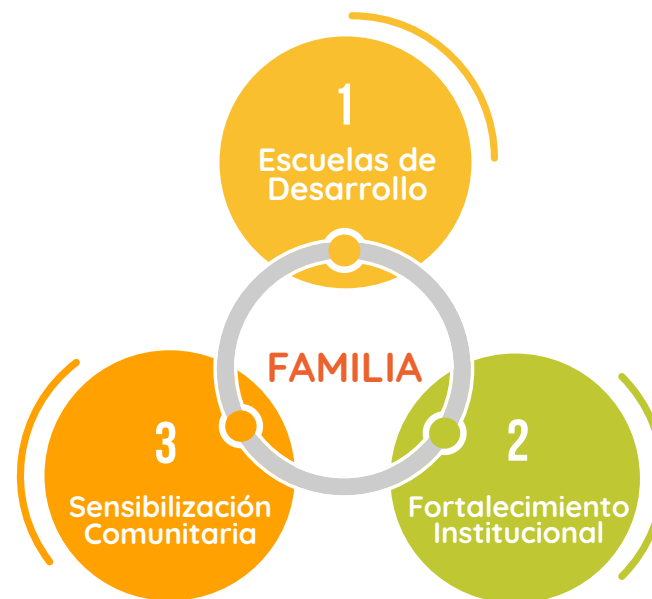 1
Escuelas de
Desarrollo
FAMILIA
3
Sensibilización
Comunitaria
2
Fortalecimiento
Institucional